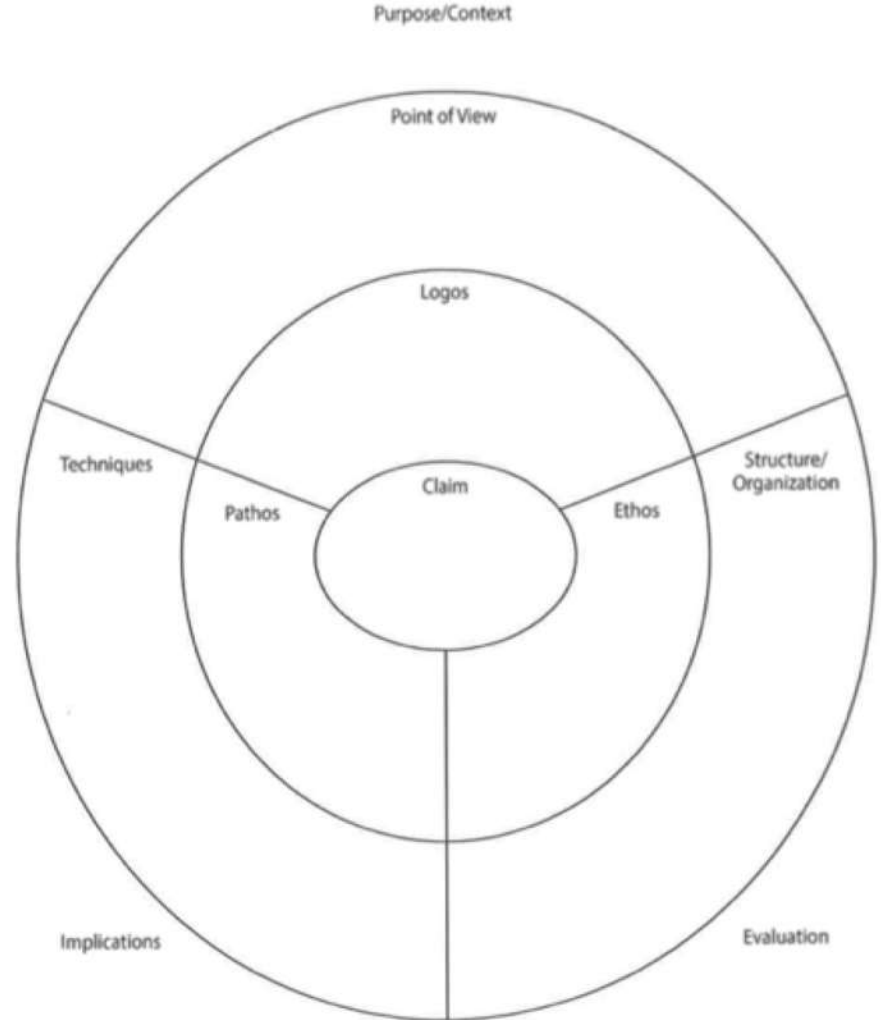 Purpose/Context
Point of View
Logos
Techniques
Structure/
Organization
Claim
Pathos
Ethos
Implications
Evaluation